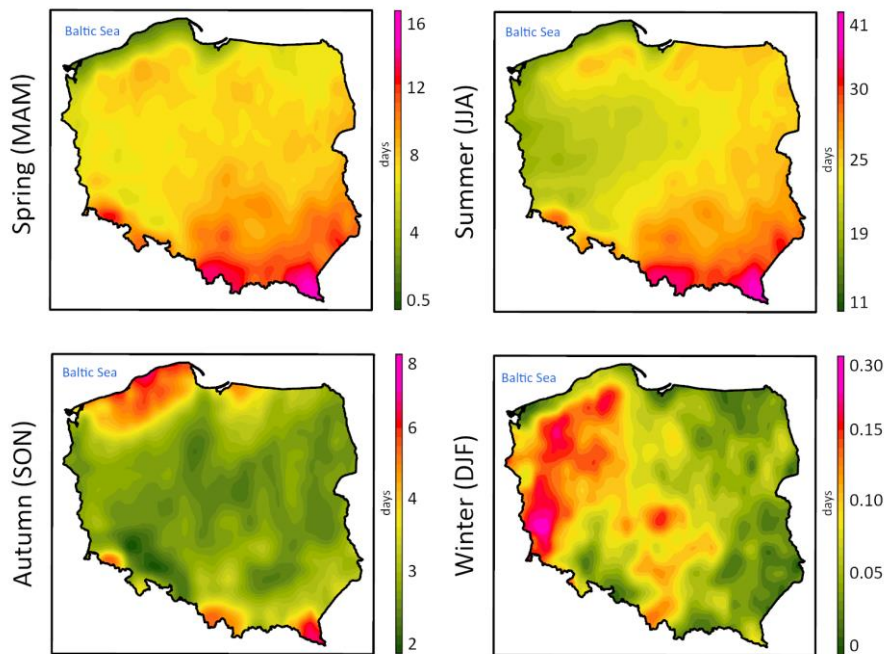 Spring (MAM)
Baltic Sea
16
12
8
4
0.5
days
Summer (JJA)
Baltic Sea
41
30
25
19
11
days
Autumn (SON)
Baltic Sea
8
6
4
3
2
days
Winter (DJF)
Baltic Sea
0.30
0.15
0.10
0.05
0
days